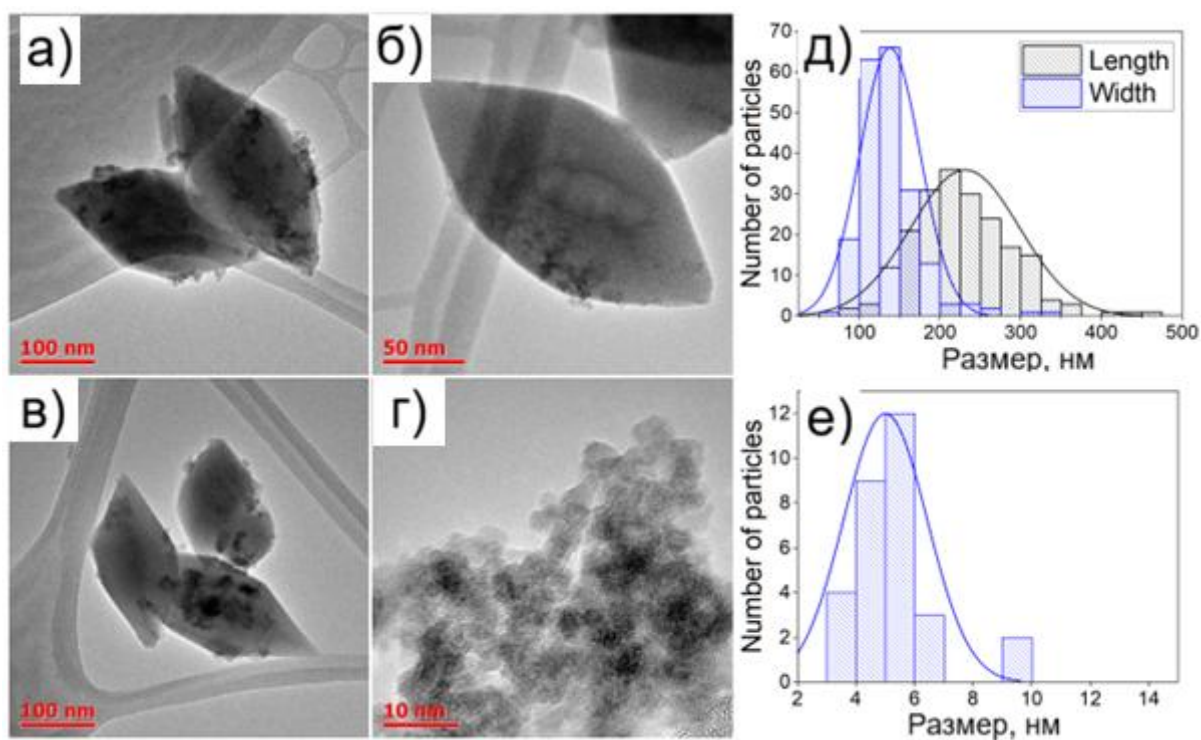 а)
100 nm
б)
50 nm
д)
Length
Width
Number of particles
70
60
50
40
30
20
10
0
100 200 300 400 500
Размер, нм
в)
100 nm
г)
10 nm
е)
Number of particles
12
10
8
6
4
2
0
2 4 6 8 10 12 14
Размер, нм